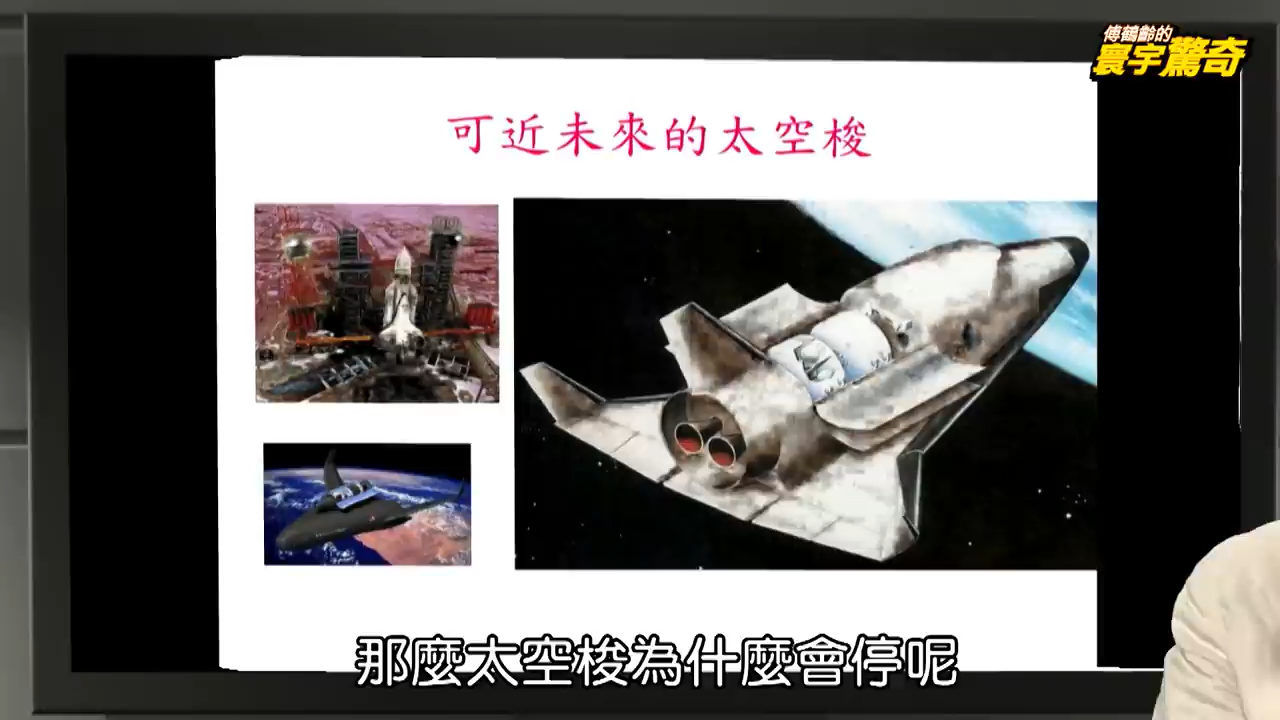 傅鶴齡的
寰宇驚奇
可近未來的太空梭
那麼太空梭為什麼會停呢